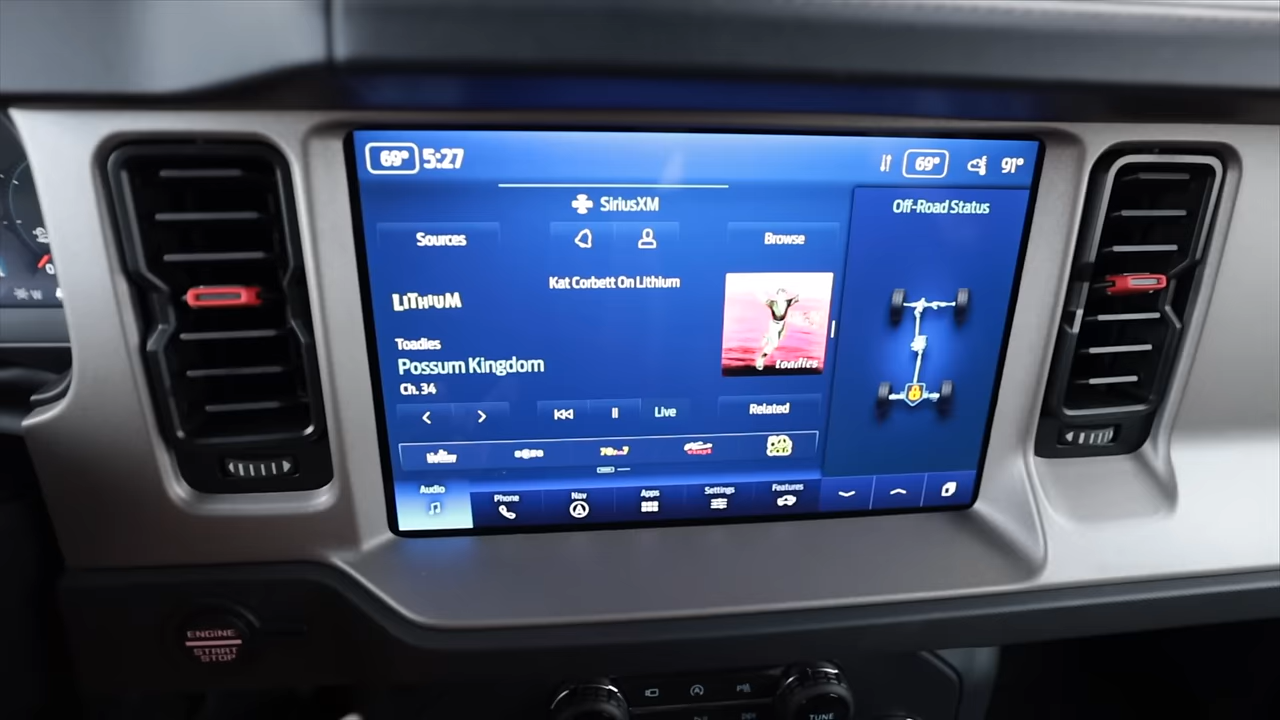 69° 5:27
69° 91°
SiriusXM
Off-Road Status
Sources
Browse
Kat Corbett On Lithium
LiTHIUM
Toadies
Possum Kingdom
Ch. 34
toadies
Live
Related
vinyl
Audio
Phone
Nav
Apps
Settings
Features
W
ENGINE
START
STOP
TUNE